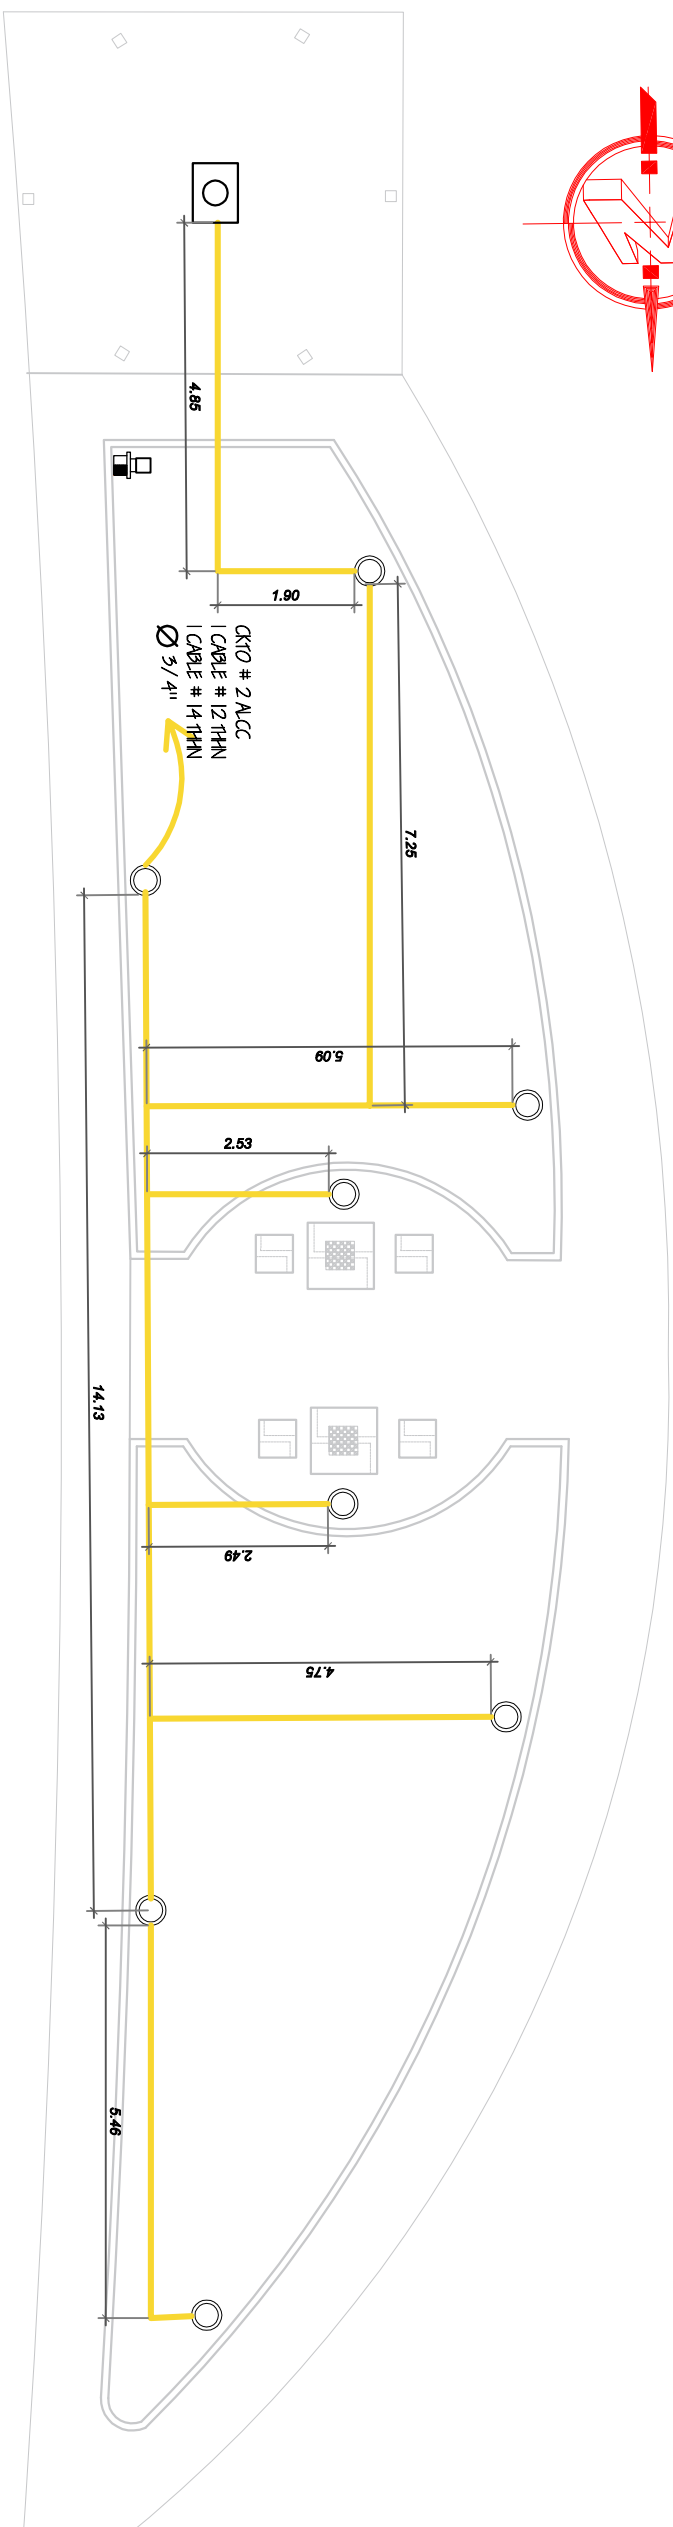 4.85
1.90
CKTO # 2 ALCC
1 CABLE # 12 THHN
1 CABLE # 14 THHN
Ø 3/4"
7.25
5.09
2.53
14.13
2.49
4.75
5.46
N